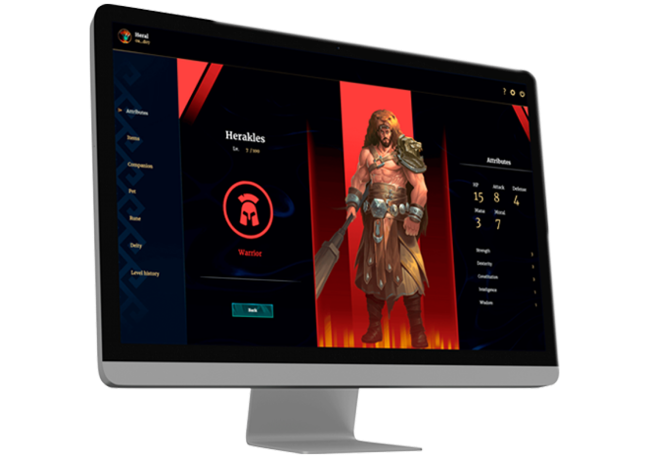 Heral
Attributes
Items
Companion
Pet
Rune
Deity
Level history
Herakles
Lv. / 100
Warrior
Back
?
Attributes
HP Attack Defense
15 8 4
Mana Moral
3 7
Strength
Dexterity
Constitution
Intelligence
Wisdom